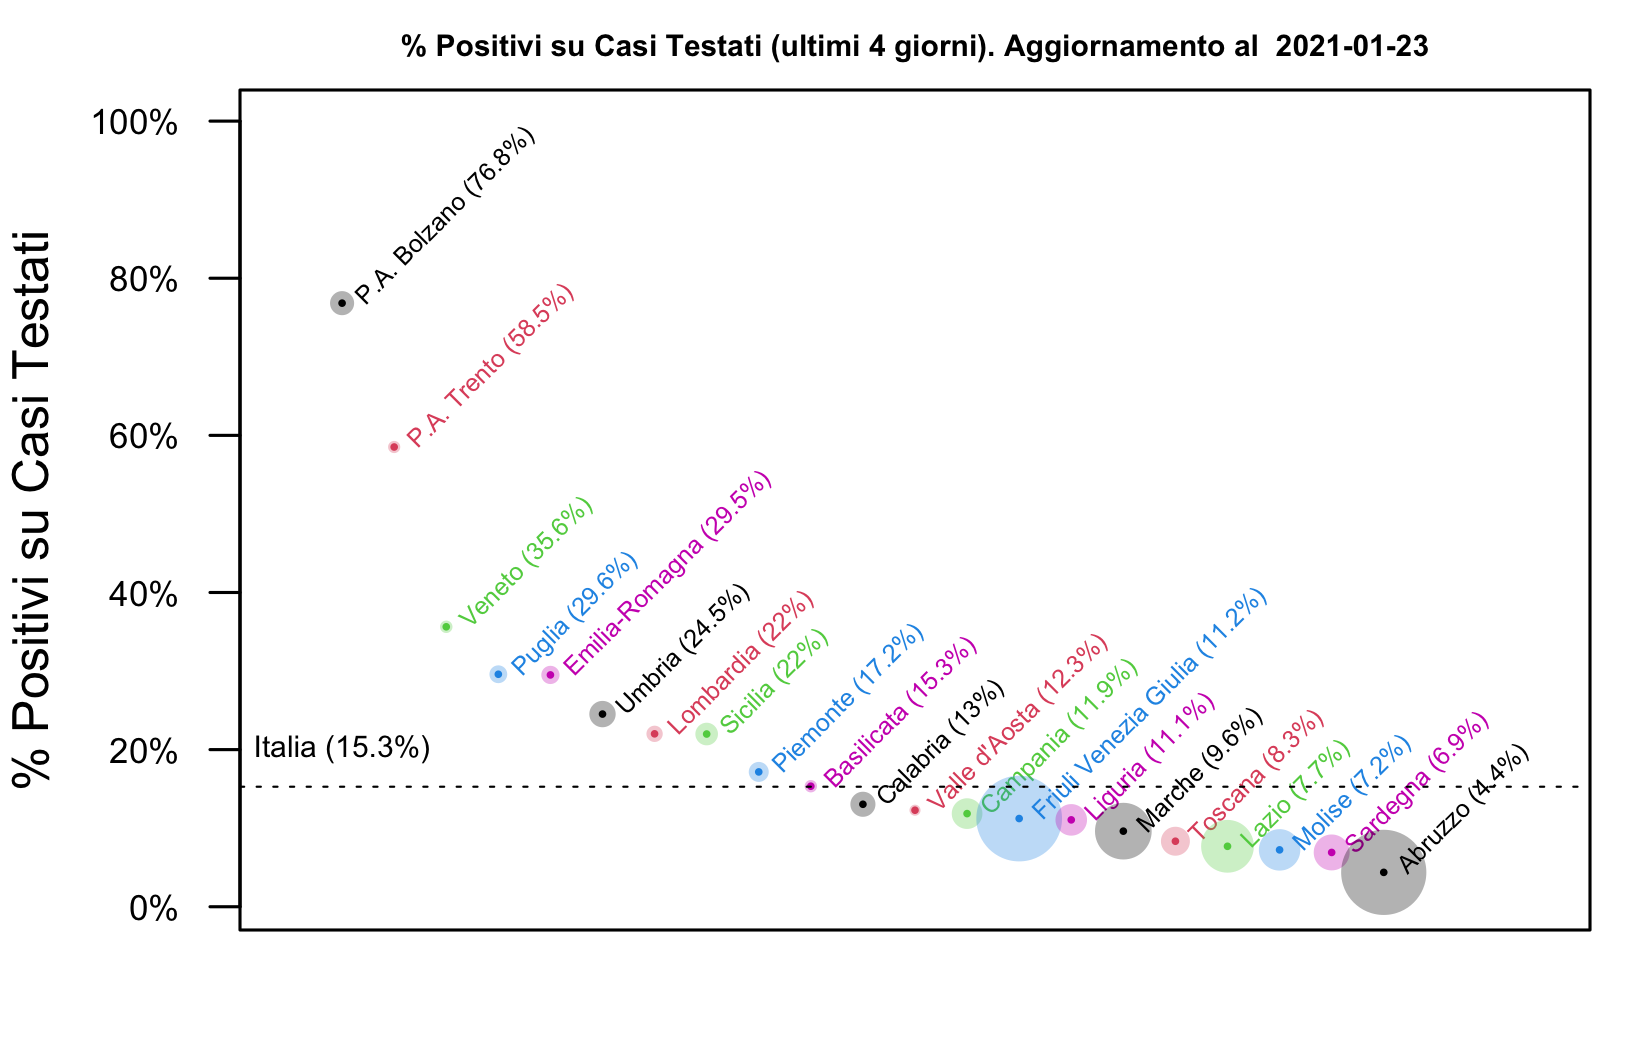 % Positivi su Casi Testati (ultimi 4 giorni). Aggiornamento al  2021-01-23
% Positivi su Casi Testati
100%
80%
60%
40%
20%
0%
P.A. Bolzano (76.8%)
P.A. Trento (58.5%)
Veneto (35.6%)
Puglia (29.6%)
Emilia-Romagna (29.5%)
Umbria (24.5%)
Lombardia (22%)
Sicilia (22%)
Piemonte (17.2%)
Basilicata (15.3%)
Calabria (13%)
Valle d'Aosta (12.3%)
Campania (11.9%)
Friuli Venezia Giulia (11.2%)
Liguria (11.1%)
Marche (9.6%)
Toscana (8.3%)
Lazio (7.7%)
Molise (7.2%)
Sardegna (6.9%)
Abruzzo (4.4%)
Italia (15.3%)